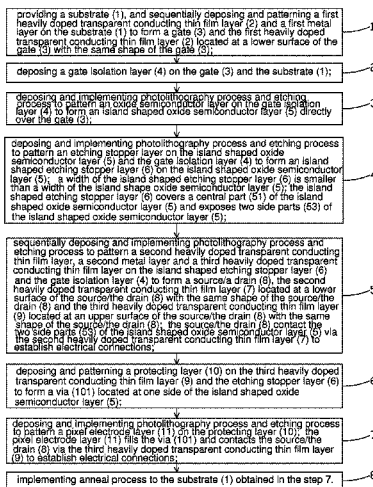 providing a substrate (1), and sequentially depositing and patterning a first
heavily doped transparent conducting thin film layer (2) and a first metal
layer on the substrate (1) to form a gate (3) and the first heavily doped
transparent conducting thin film layer (2) located at a lower surface of the
gate (3) with the same shape of the gate (3);
1
deposing a gate isolation layer (4) on the gate (3) and the substrate (1);
2
deposing and implementing photolithography process and etching
process to pattern an oxide semiconductor layer on the gate isolation
layer (4) to form an island shaped oxide semiconductor layer (5) directly
over the gate (3);
3
deposing and implementing photolithography process and etching process
to pattern an etching stopper layer on the island shaped oxide
semiconductor layer (5) and the gate isolation layer (4) to form an island
shaped etching stopper layer (6) on the island shaped oxide semiconductor
layer (5); a width of the island shaped etching stopper layer (6) is smaller
than a width of the island shape oxide semiconductor layer (5); the island
shaped etching stopper layer (6) covers a central part (51) of the island
shaped oxide semiconductor layer (5) and exposes two side parts (53) of
the island shaped oxide semiconductor layer (5);
4
sequentially deposing and implementing photolithography process and
etching process to pattern a second heavily doped transparent conducting
thin film layer, a second metal layer and a third heavily doped transparent
conducting thin film layer on the island shaped etching stopper layer (6)
and the gate isolation layer (4) to form a source/a drain (8), the second
heavily doped transparent conducting thin film layer (7) located at a lower
surface of the source/the drain (8) with the same shape of the source/the
drain (8) and the third heavily doped transparent conducting thin film layer
(9) located at an upper surface of the source/the drain (8) with the same
shape of the source/the drain (8); the source/the drain (8) contact the
two side parts (53) of the island shaped oxide semiconductor layer (5) via
the second heavily doped transparent conducting thin film layer (7) to
establish electrical connections;
5
deposing and patterning a protecting layer (10) on the third heavily doped
transparent conducting thin film layer (9) and the etching stopper layer (6)
to form a via (101) located at one side of the island shaped oxide
semiconductor layer (5);
6
deposing and implementing photolithography process and etching process
to pattern a pixel electrode layer (11) on the protecting layer (10); the
pixel electrode layer (11) fills the via (101) and contacts the source/the
drain (8) via the third heavily doped transparent conducting thin film layer
(9) to establish electrical connections;
7
implementing anneal process to the substrate (1) obtained in the step 7.
8